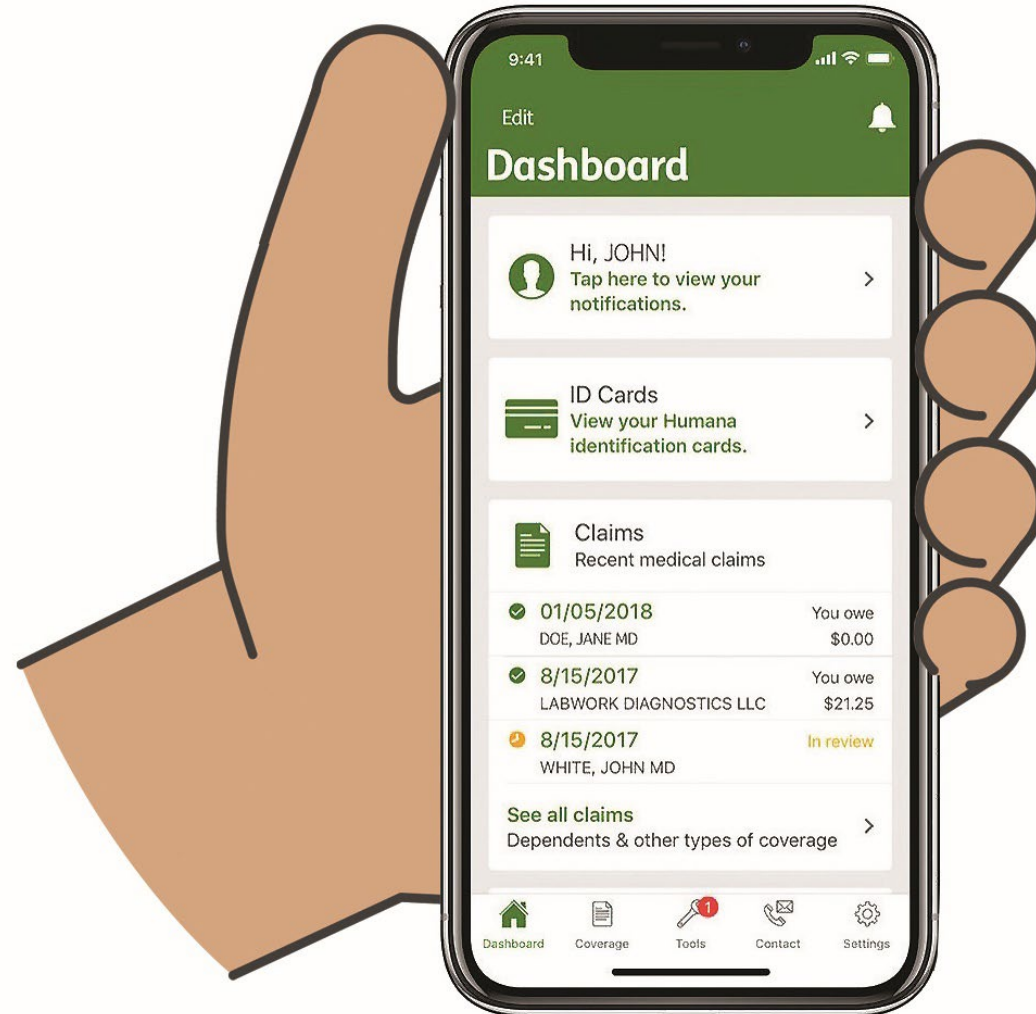 9:41
Edit
Dashboard
Hi, JOHN!
Tap here to view your
notifications.
ID Cards
View your Humana
identification cards.
Claims
Recent medical claims
01/05/2018 You owe
DOE, JANE MD $0.00
8/15/2017 You owe
LABWORK DIAGNOSTICS LLC $21.25
8/15/2017 In review
WHITE, JOHN MD
See all claims
Dependents & other types of coverage
1
Dashboard Coverage Tools Contact Settings